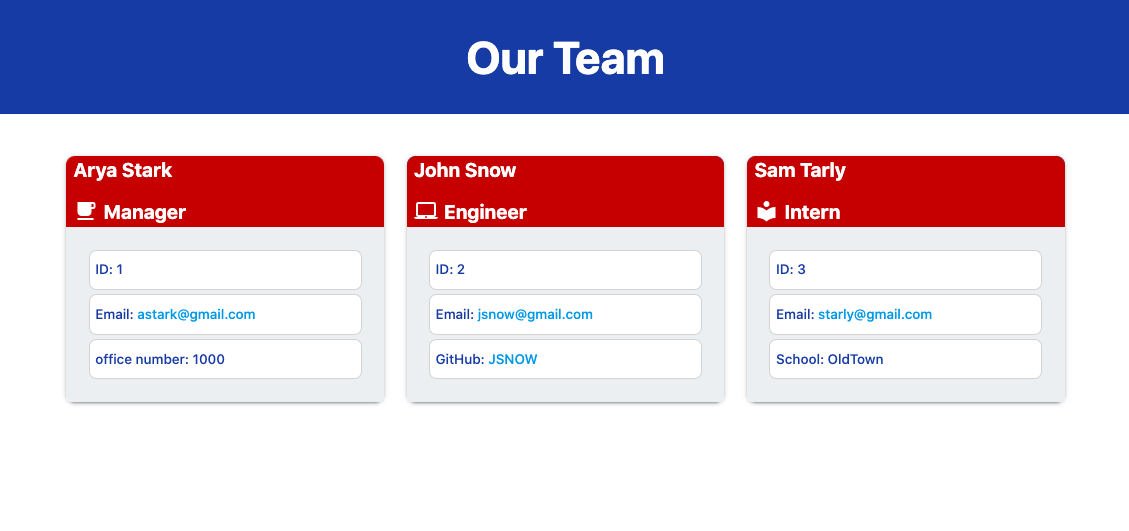 Our Team
Arya Stark
Manager
ID: 1
Email: astark@gmail.com
office number: 1000
John Snow
Engineer
ID: 2
Email: jsnow@gmail.com
GitHub: JSNOW
Sam Tarly
Intern
ID: 3
Email: starly@gmail.com
School: OldTown